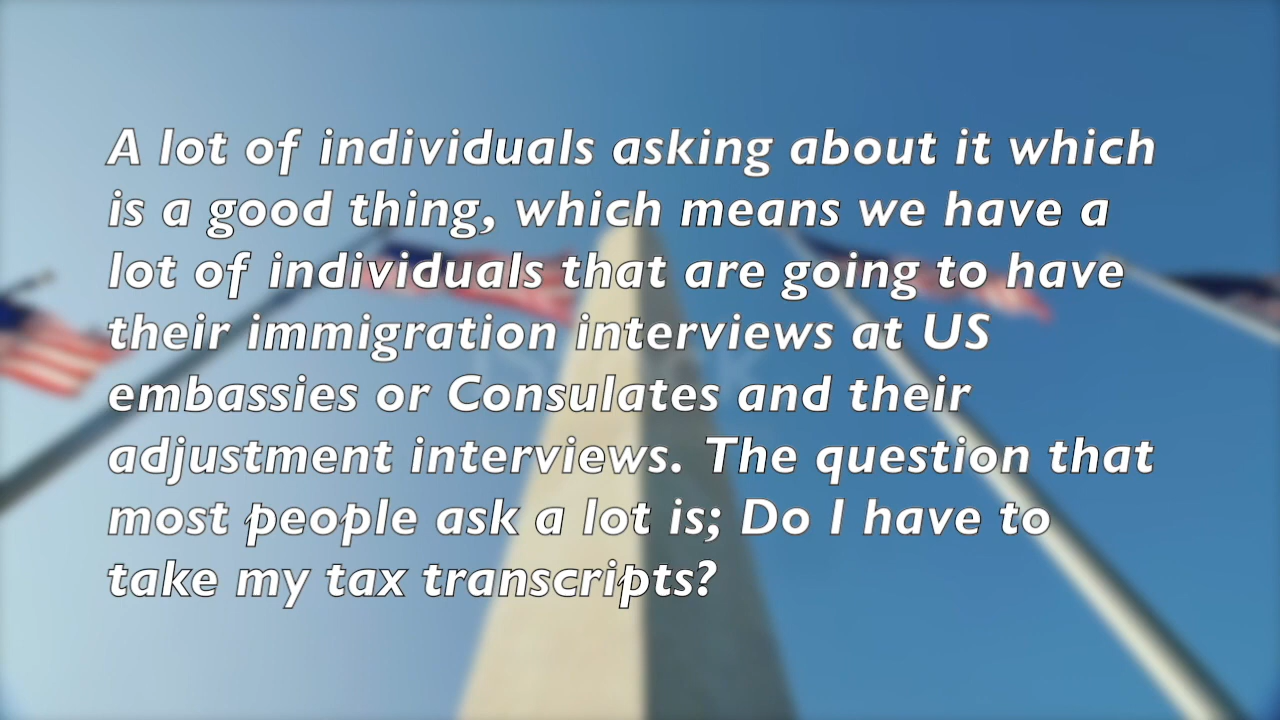 A lot of individuals asking about it which
is a good thing, which means we have a
lot of individuals that are going to have
their immigration interviews at US
embassies or Consulates and their
adjustment interviews. The question that
most people ask a lot is; Do I have to
take my tax transcripts?